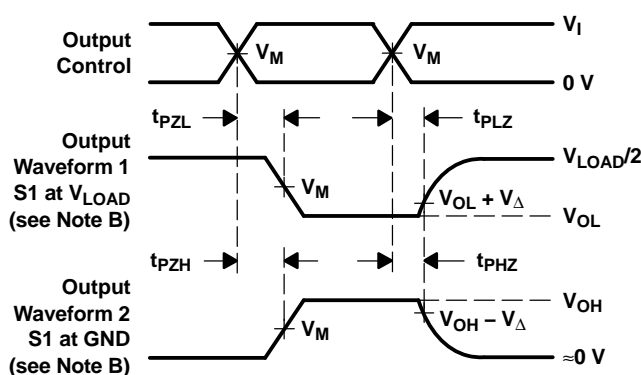 Output
Control
V_M
V_M
V_I
0 V
t_PZL
t_PLZ
Output
Waveform 1
S1 at V_LOAD
(see Note B)
V_M
V_LOAD/2
V_OL + V_Δ
V_OL
t_PZH
t_PHZ
Output
Waveform 2
S1 at GND
(see Note B)
V_M
V_OH
V_OH – V_Δ
≈0 V